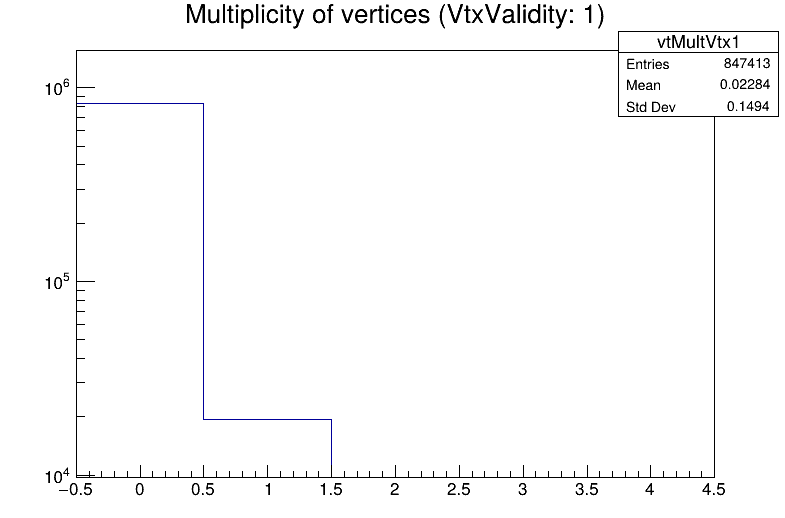 Multiplicity of vertices (VtxValidity: 1)
vtMultVtx1
Entries 847413
Mean 0.02284
Std Dev 0.1494
10^6
10^5
10^4
−0.5 0 0.5 1 1.5 2 2.5 3 3.5 4 4.5